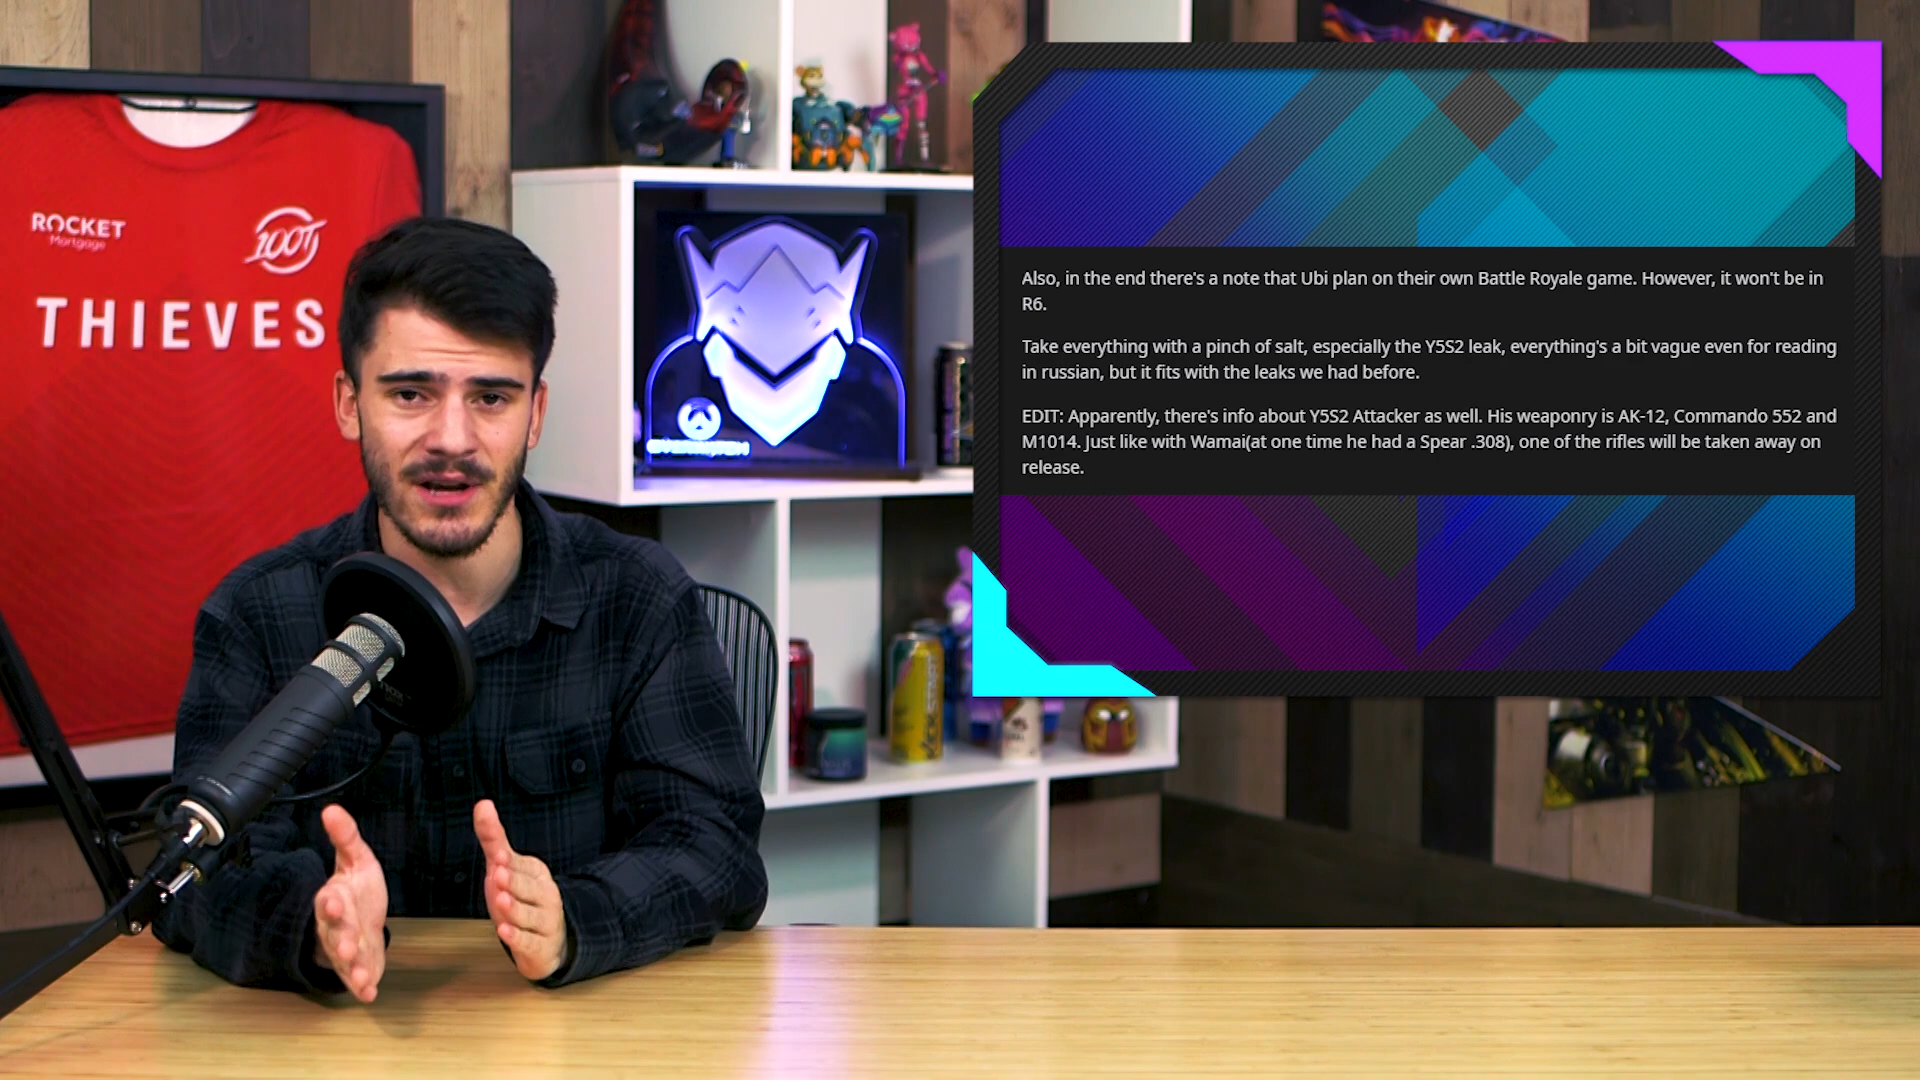 ROCKET
Mortgage
100T
THIEVES
Also, in the end there's a note that Ubi plan on their own Battle Royale game. However, it won't be in
R6.
Take everything with a pinch of salt, especially the Y5S2 leak, everything's a bit vague even for reading
in russian, but it fits with the leaks we had before.
EDIT: Apparently, there's info about Y5S2 Attacker as well. His weaponry is AK-12, Commando 552 and
M1014. Just like with Wamai(at one time he had a Spear .308), one of the rifles will be taken away on
release.